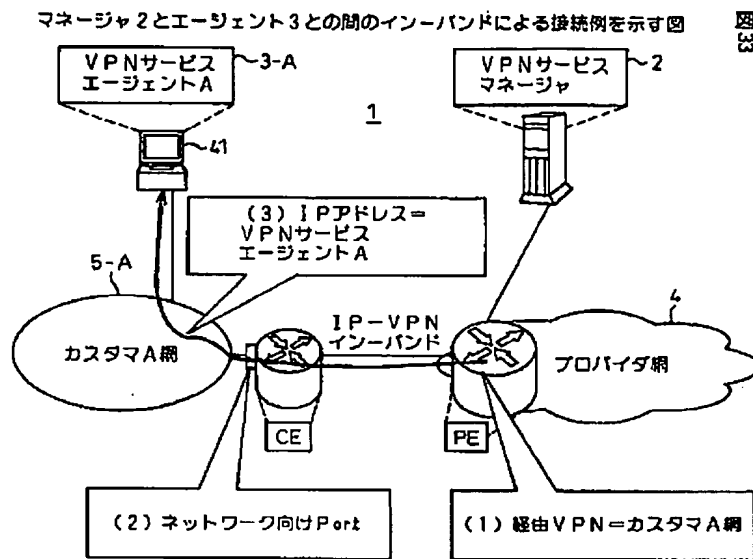 マネージャ2とエージェント3との間のインーバンドによる接続例を示す図
図33
VPNサービス
エージェントA
3-A
VPNサービス
マネージャ
2
1
41
(3)IPアドレス=
VPNサービス
エージェントA
5-A
カスタマA網
IP-VPN
インーバンド
4
プロバイダ網
CE
PE
(2)ネットワーク向けPort
(1)経由VPN=カスタマA網